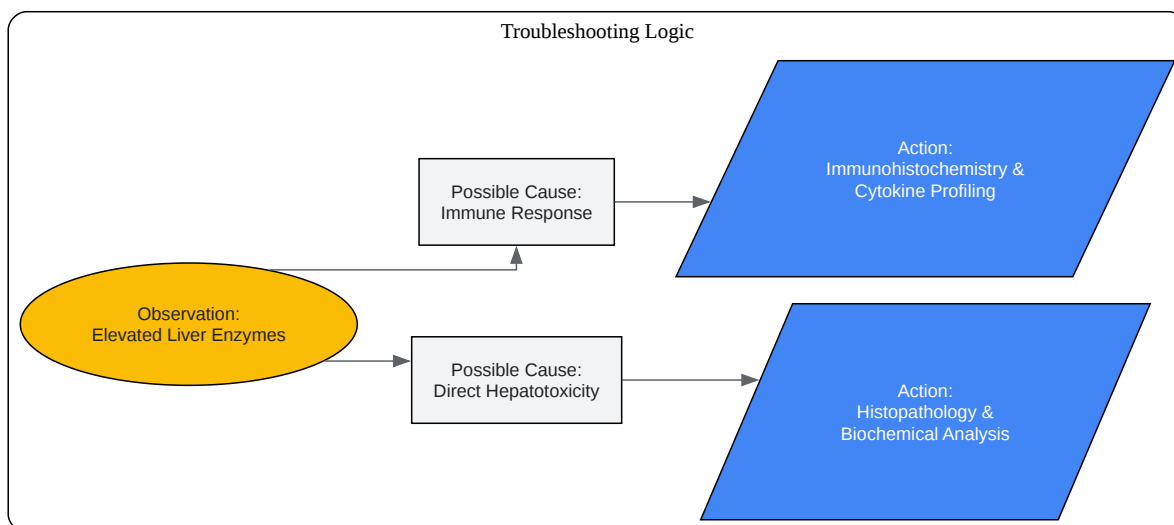 Troubleshooting Logic
Action:
Immunohistochemistry &
Cytokine Profiling
Possible Cause:
Immune Response
Observation:
Elevated Liver Enzymes
Possible Cause:
Direct Hepatotoxicity
Action:
Histopathology &
Biochemical Analysis